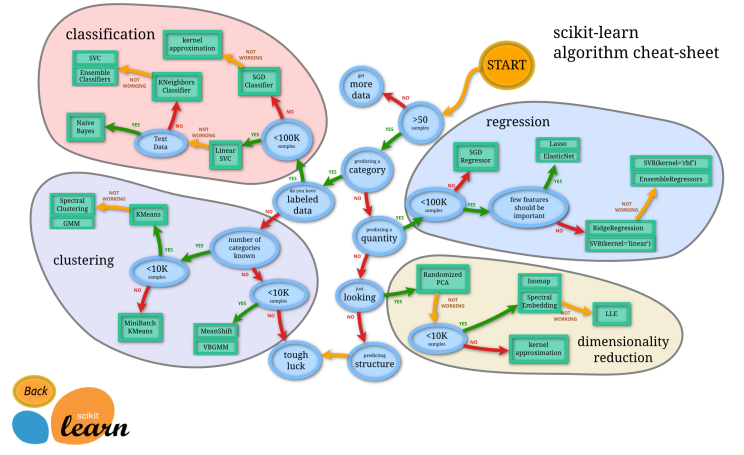 scikit-learn
algorithm cheat-sheet
START
classification
kernel
approximation
NOT
WORKING
SVC
Ensemble
Classifiers
NOT
WORKING
KNeighbors
Classifier
SGD
Classifier
NO
Naive
Bayes
YES
Text
Data
NO
NOT
WORKING
Linear
SVC
YES
<100K
samples
YES
get
more
data
NO
>50
samples
YES
predicting a
category
YES
do you have
labeled
data
NO
NO
predicting a
quantity
YES
NO
just
looking
YES
NO
predicting
structure
tough
luck
regression
SGD
Regressor
NO
<100K
samples
YES
few features
should be
important
YES
Lasso
ElasticNet
NO
RidgeRegression
SVR(kernel='linear')
NOT
WORKING
SVR(kernel='rbf')
EnsembleRegressors
clustering
Spectral
Clustering
GMM
NOT
WORKING
KMeans
YES
<10K
samples
YES
number of
categories
known
NO
NO
MiniBatch
KMeans
<10K
samples
YES
NO
MeanShift
VBGMM
dimensionality
reduction
Randomized
PCA
NOT
WORKING
<10K
samples
YES
Isomap
Spectral
Embedding
NOT
WORKING
LLE
NO
kernel
approximation
Back
scikit
learn